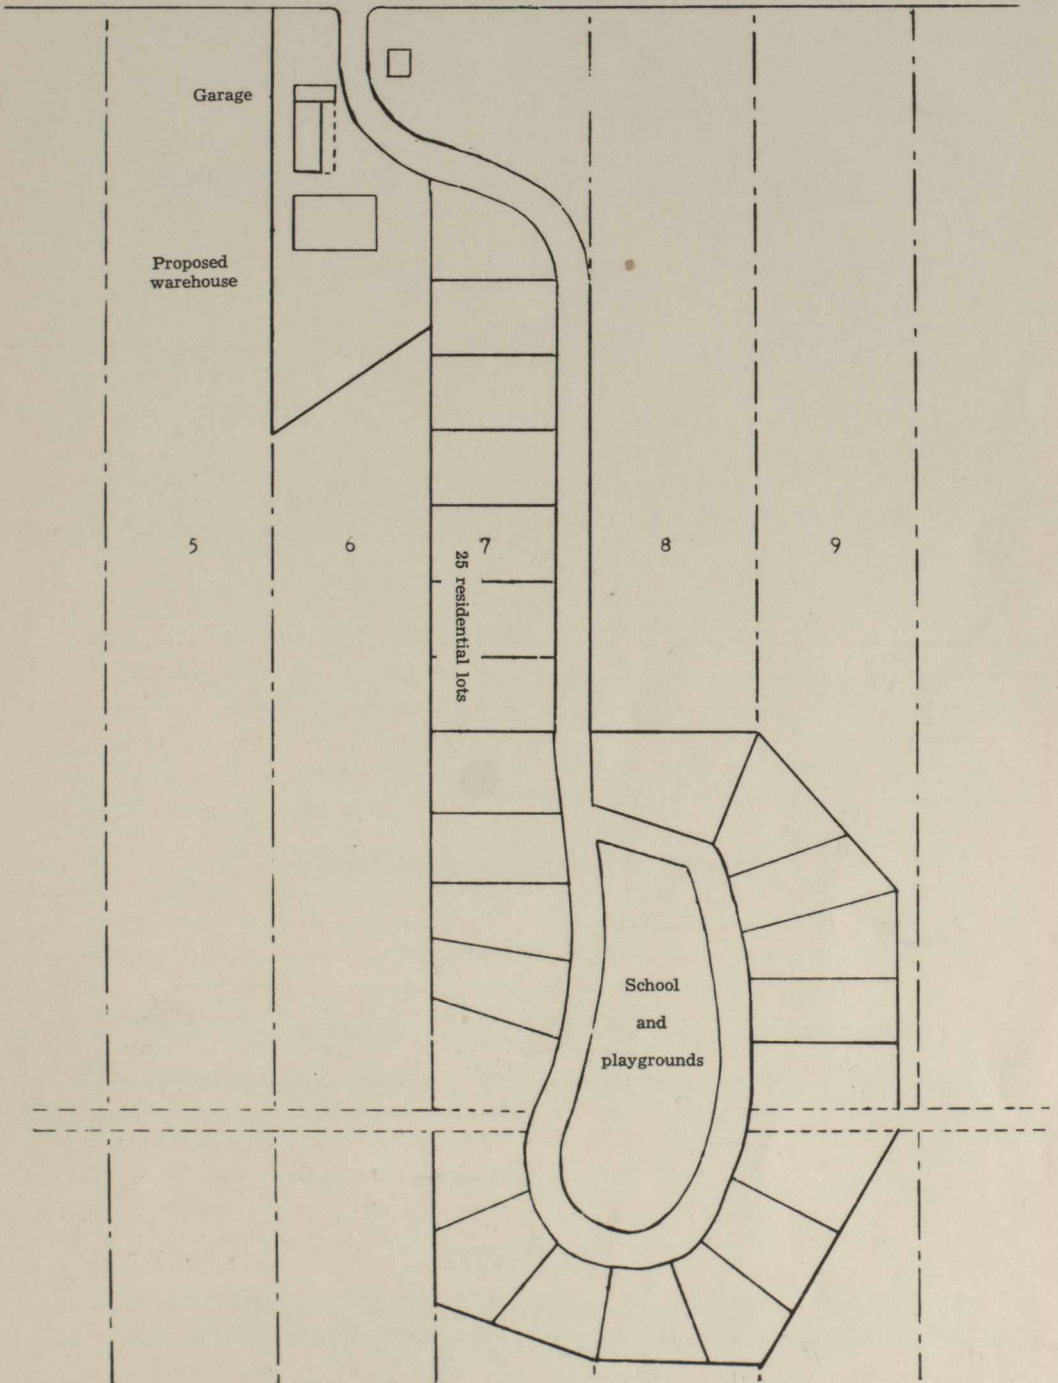 Garage
Proposed
warehouse
5
6
7
8
9
25 residential lots
School
and
playgrounds